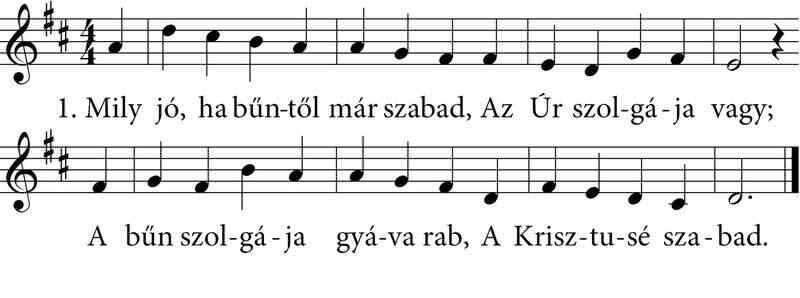 1. Mily jó, ha bűn-től már szabad, Az Úr szol-gá-ja vagy;
A bűn szol-gá-ja gyá-va rab, A Krisz-tu-sé sza-bad.